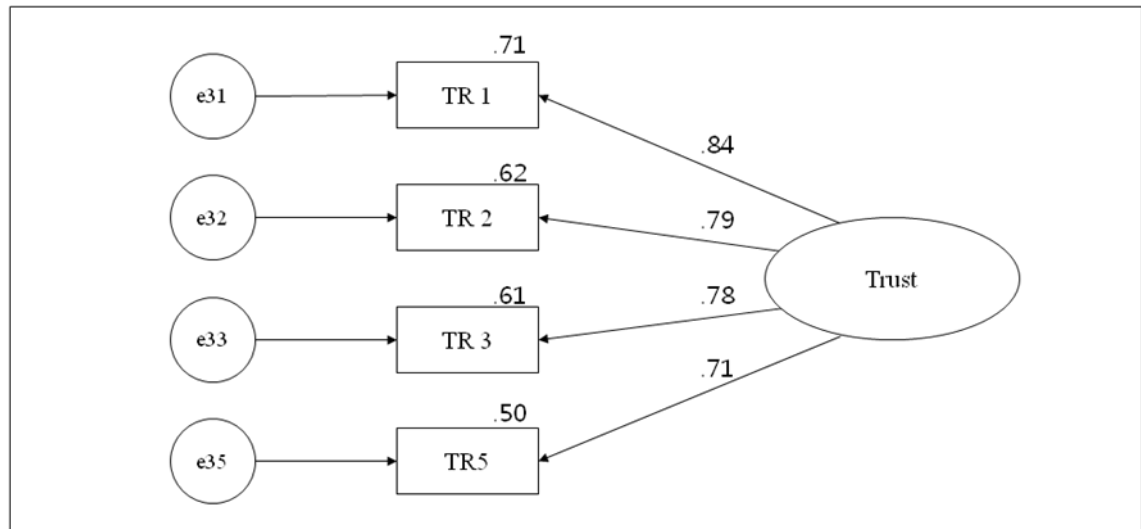 .71
e31
TR 1
.84
.62
e32
TR 2
.79
Trust
.61
e33
TR 3
.78
.71
.50
e35
TR5